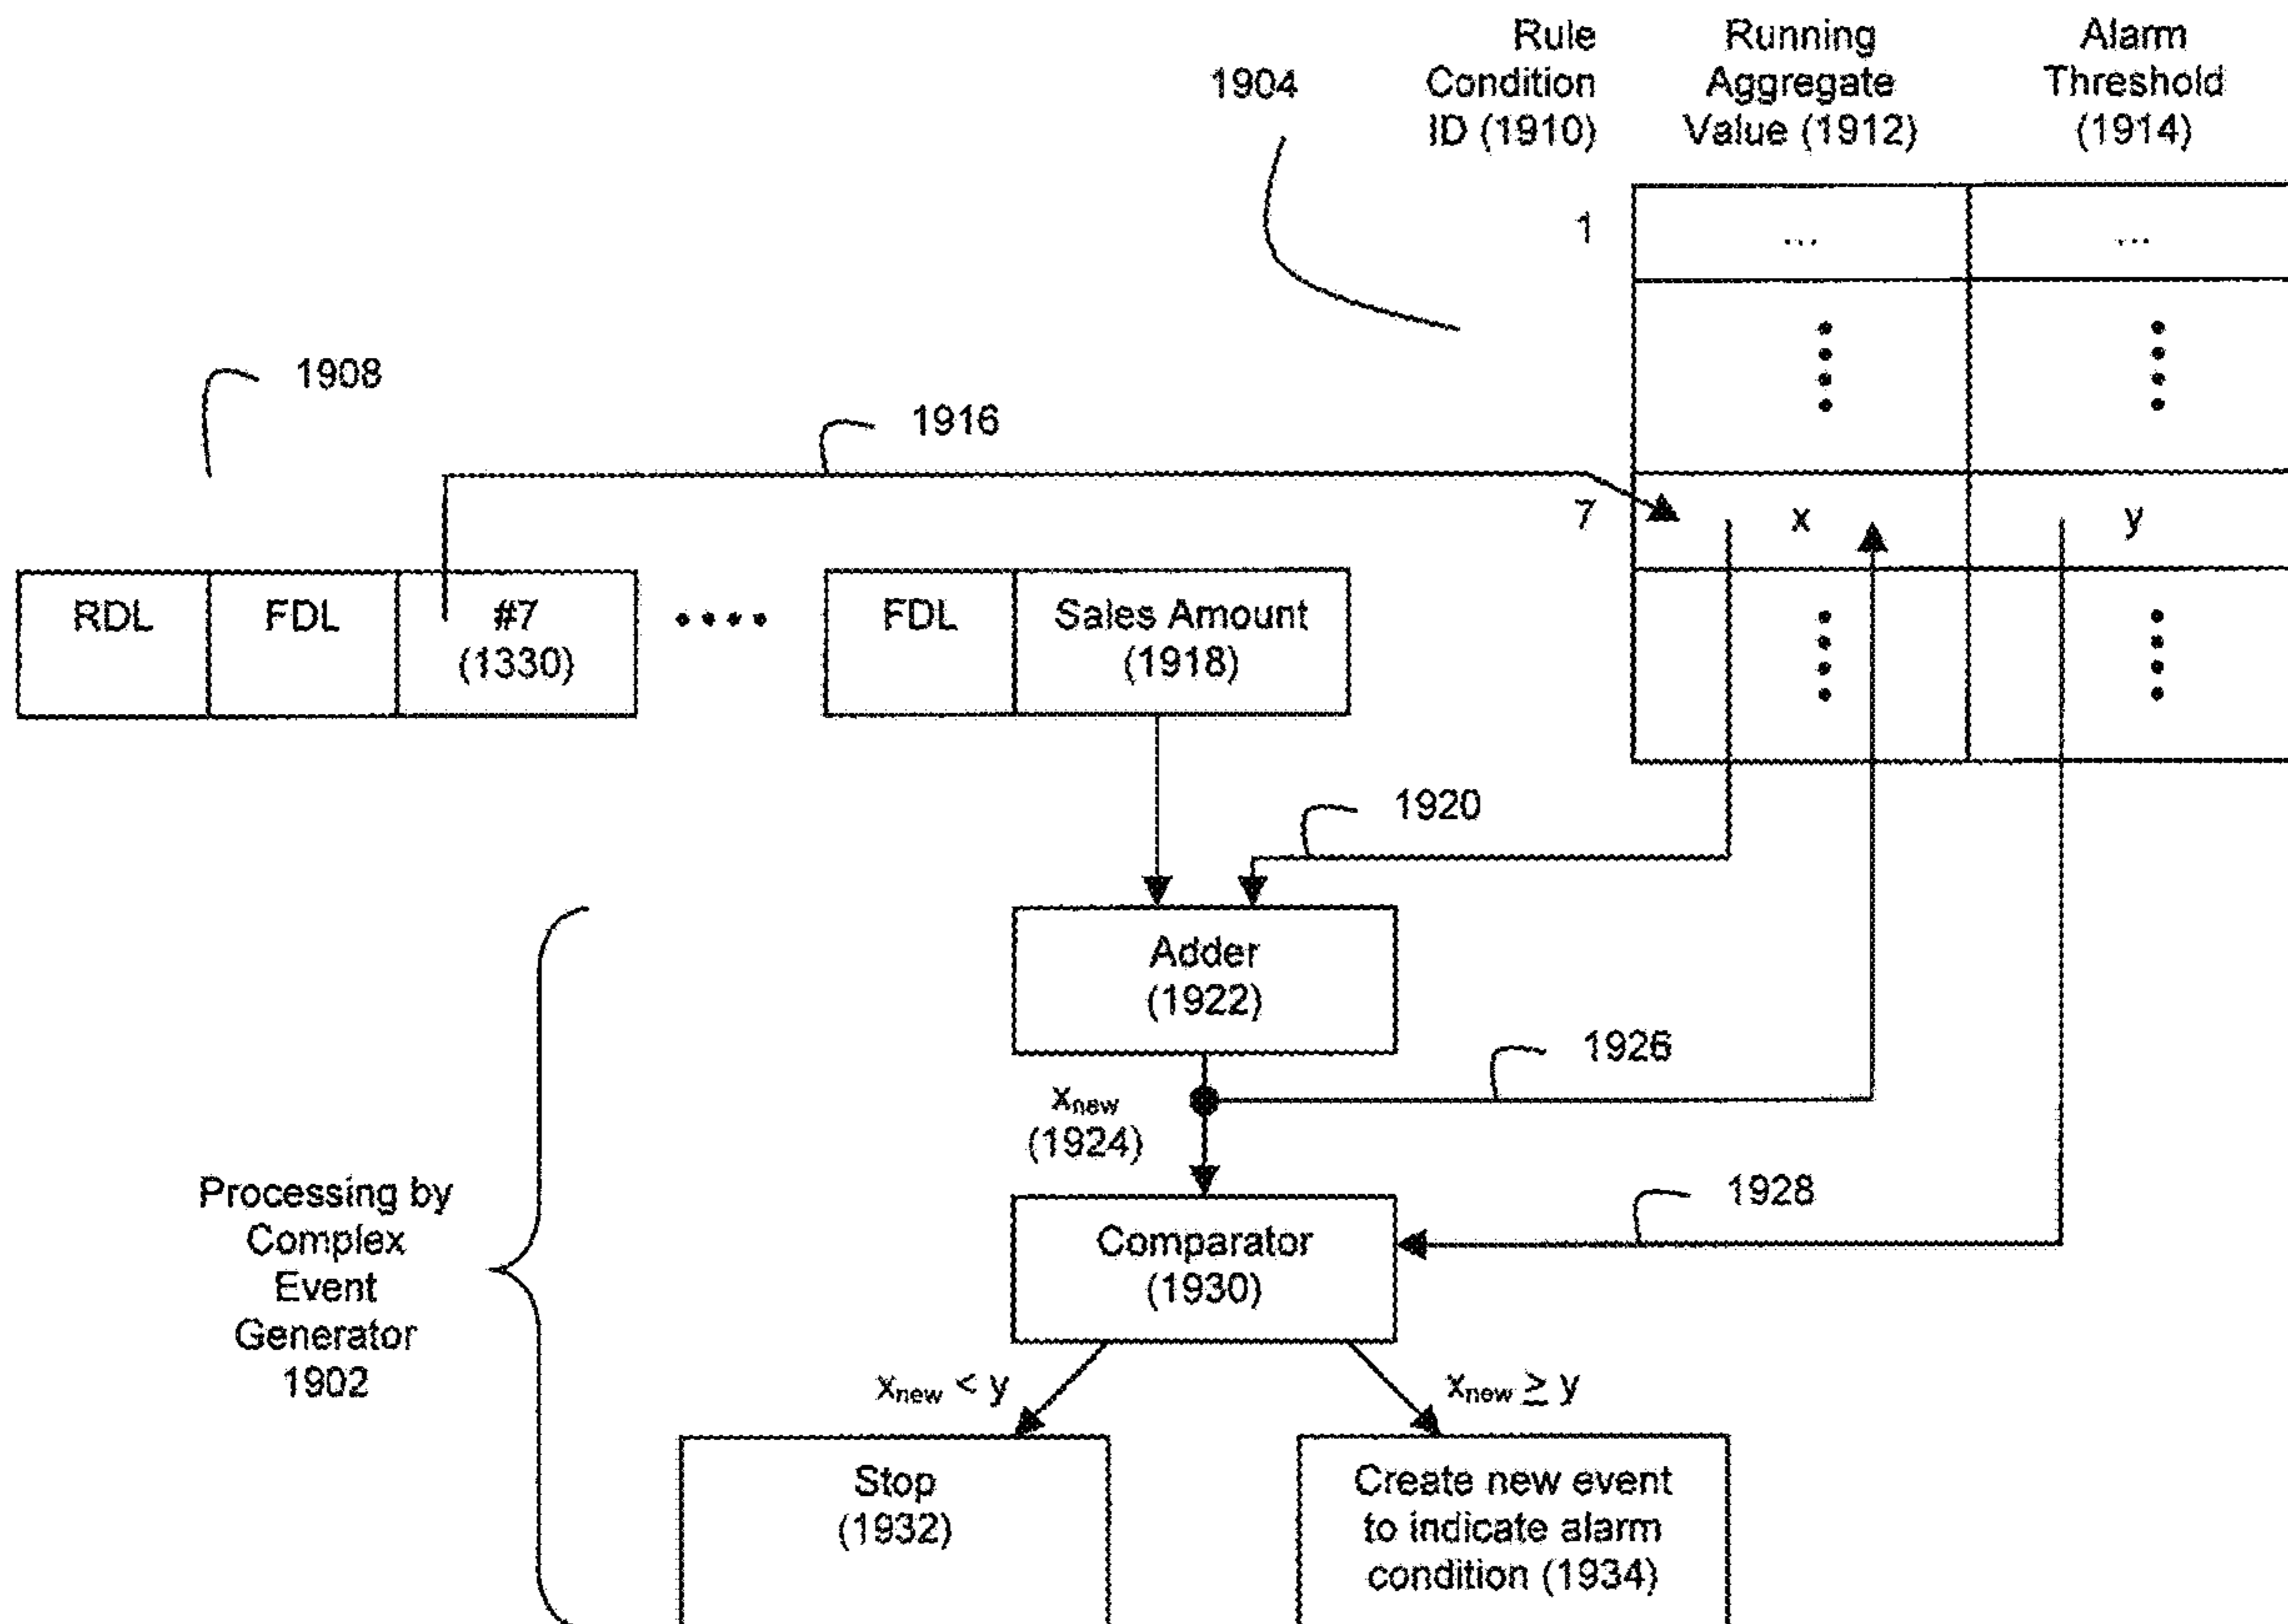 Rule Condition ID (1910)
Running Aggregate Value (1912)
Alarm Threshold (1914)
1904
1
...
...
1908
1916
7
x
y
RDL
FDL
#7 (1330)
FDL
Sales Amount (1918)
1920
Adder (1922)
1926
xnew (1924)
1928
Processing by Complex Event Generator 1902
Comparator (1930)
xnew < y
xnew ≥ y
Stop (1932)
Create new event to indicate alarm condition (1934)